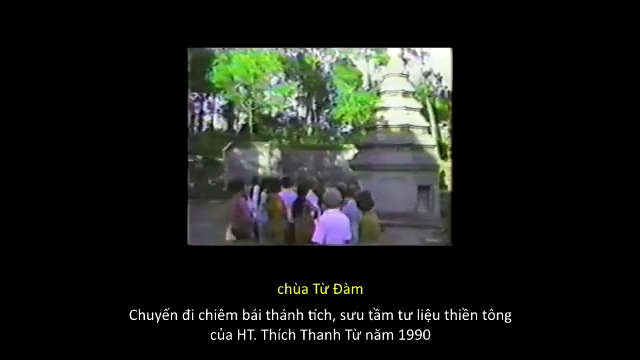 chùa Từ Đàm
Chuyến đi chiêm bái thánh tích, sưu tầm tư liệu thiền tông
của HT. Thích Thanh Từ năm 1990